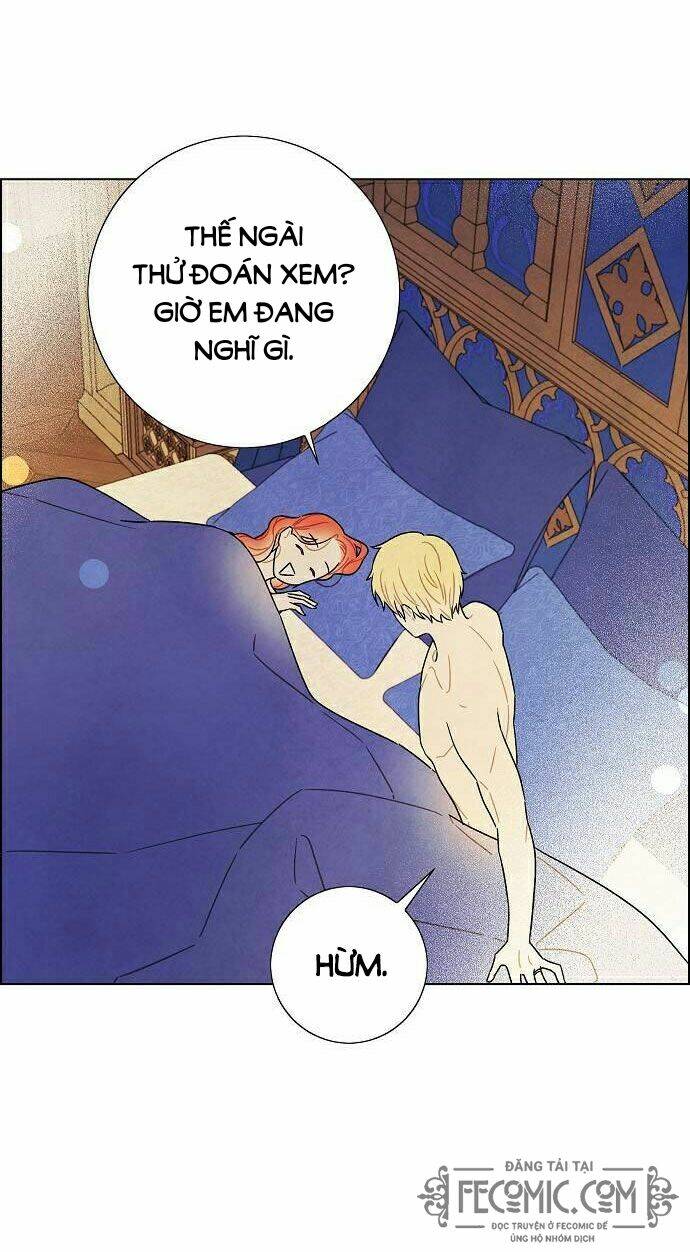 THẾ NGÀI
THỬ ĐOÁN XEM?
GIỜ EM ĐANG
NGHĨ GÌ.
HỪM.
ĐĂNG TẢI TẠI
FECOMIC.COM
ĐỌC TRUYỆN Ở FECOMIC ĐỂ
ỦNG HỘ NHÓM DỊCH